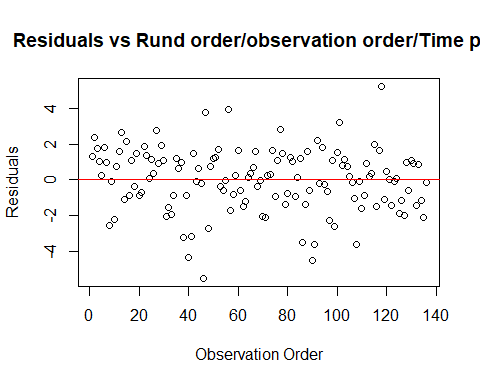 Residuals vs Rund order/observation order/Time p
Residuals
4
2
0
-2
-4
0 20 40 60 80 100 120 140
Observation Order